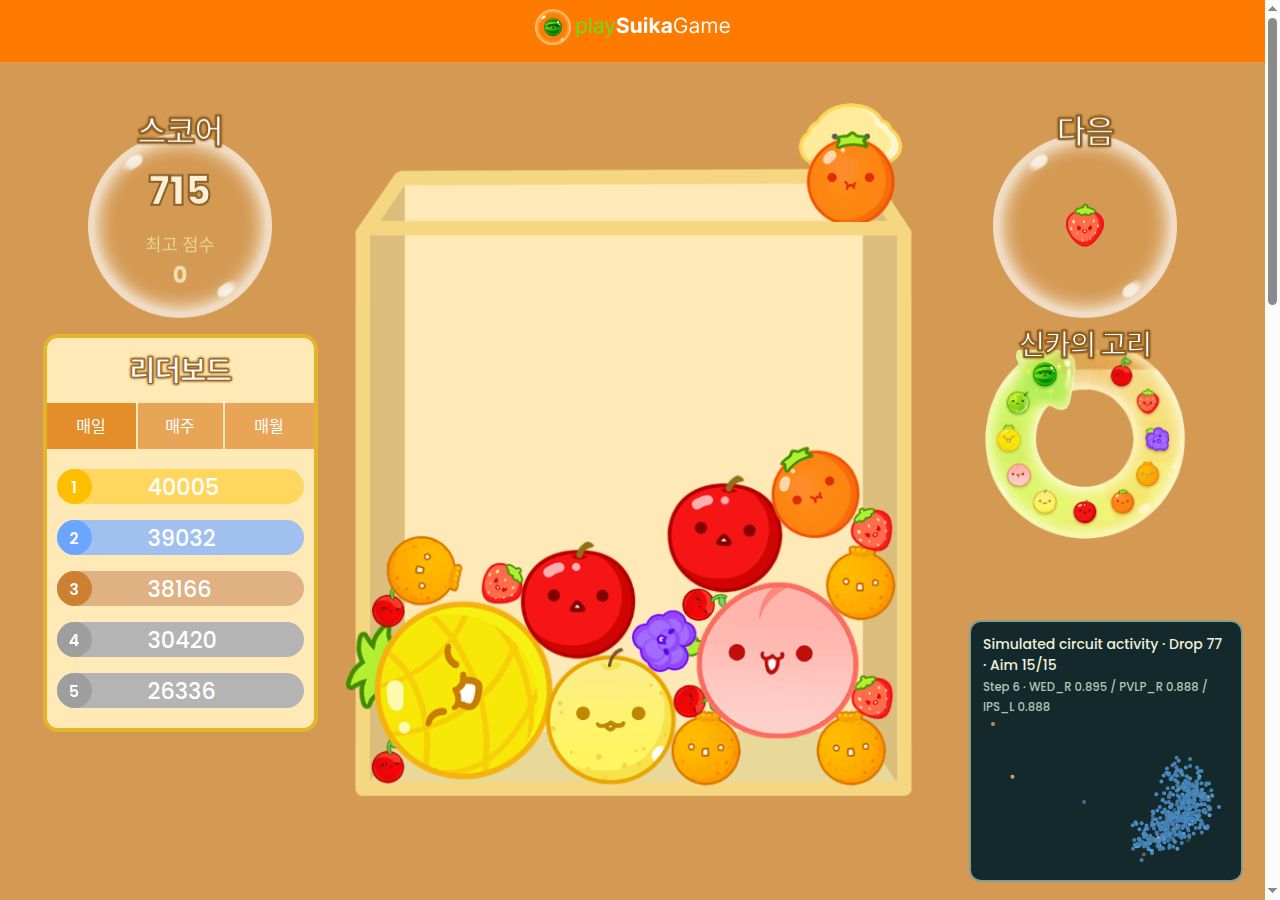 playSuikaGame
스코어
715
최고 점수
0
다음
리더보드
매일 매주 매월
1 40005
2 39032
3 38166
4 30420
5 26336
신카의 고리
Simulated circuit activity · Drop 77
· Aim 15/15
Step 6 · WED_R 0.895 / PVLP_R 0.888 /
IPS_L 0.888